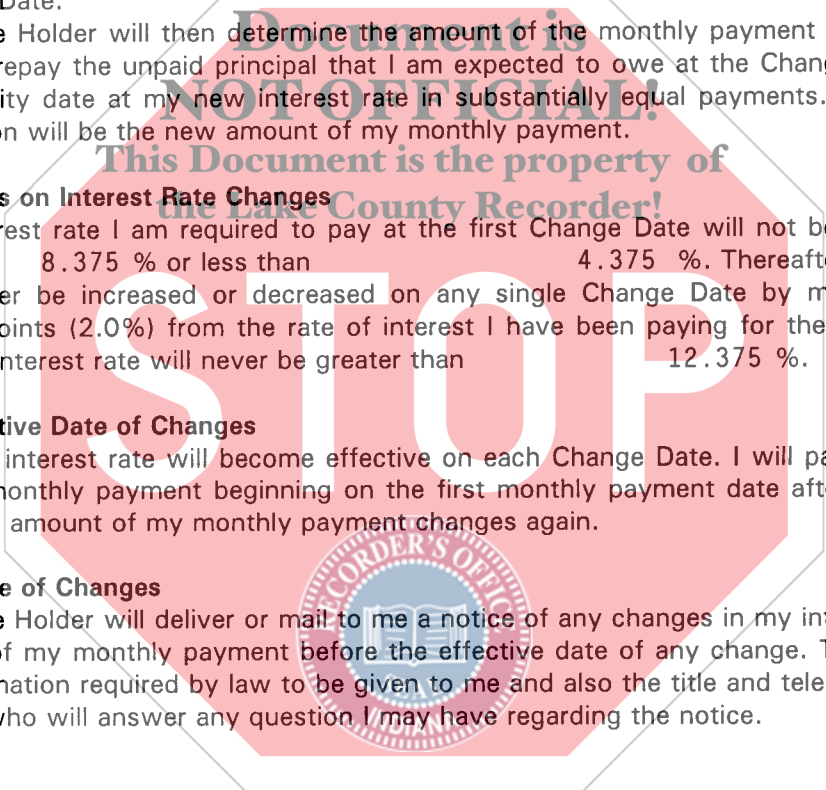 Date.
e Holder will then determine the amount of the monthly payment
repay the unpaid principal that I am expected to owe at the Chang
ity date at my new interest rate in substantially equal payments.
on will be the new amount of my monthly payment.
s on Interest Rate Changes
rest rate I am required to pay at the first Change Date will not be
8.375 % or less than 4.375 %. Thereafte
er be increased or decreased on any single Change Date by m
oints (2.0%) from the rate of interest I have been paying for the
nterest rate will never be greater than 12.375 %.
tive Date of Changes
interest rate will become effective on each Change Date. I will pa
nonthly payment beginning on the first monthly payment date afte
amount of my monthly payment changes again.
e of Changes
e Holder will deliver or mail to me a notice of any changes in my int
of my monthly payment before the effective date of any change. T
nation required by law to be given to me and also the title and tele
who will answer any question I may have regarding the notice.
Document is
NOT OFFICIAL!
This Document is the property of
the Lake County Recorder!
STOP
RECORDER'S OFFICE
SEAL
INDIANA